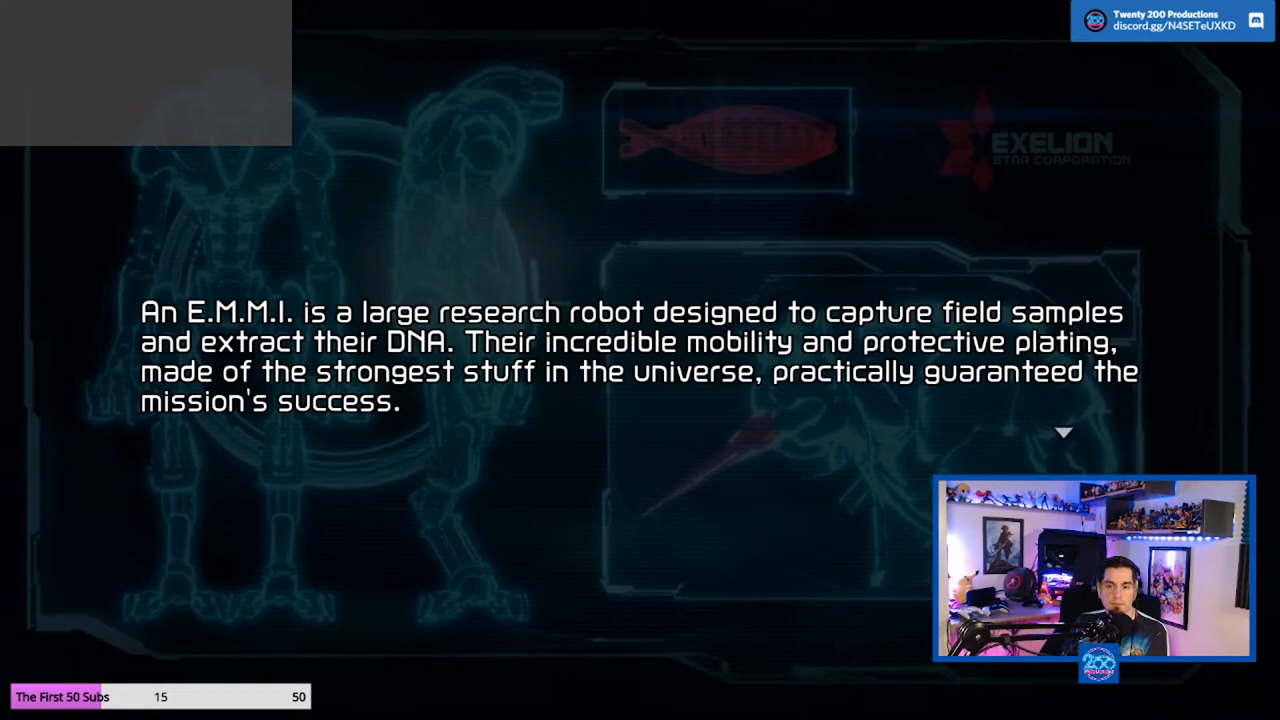 Twenty 200 Productions
discord.gg/N4SETeUXKD
EXELION
STAR CORPORATION
An E.M.M.I. is a large research robot designed to capture field samples
and extract their DNA. Their incredible mobility and protective plating,
made of the strongest stuff in the universe, practically guaranteed the
mission's success.
200
PRODUCTIONS
The First 50 Subs 15 50